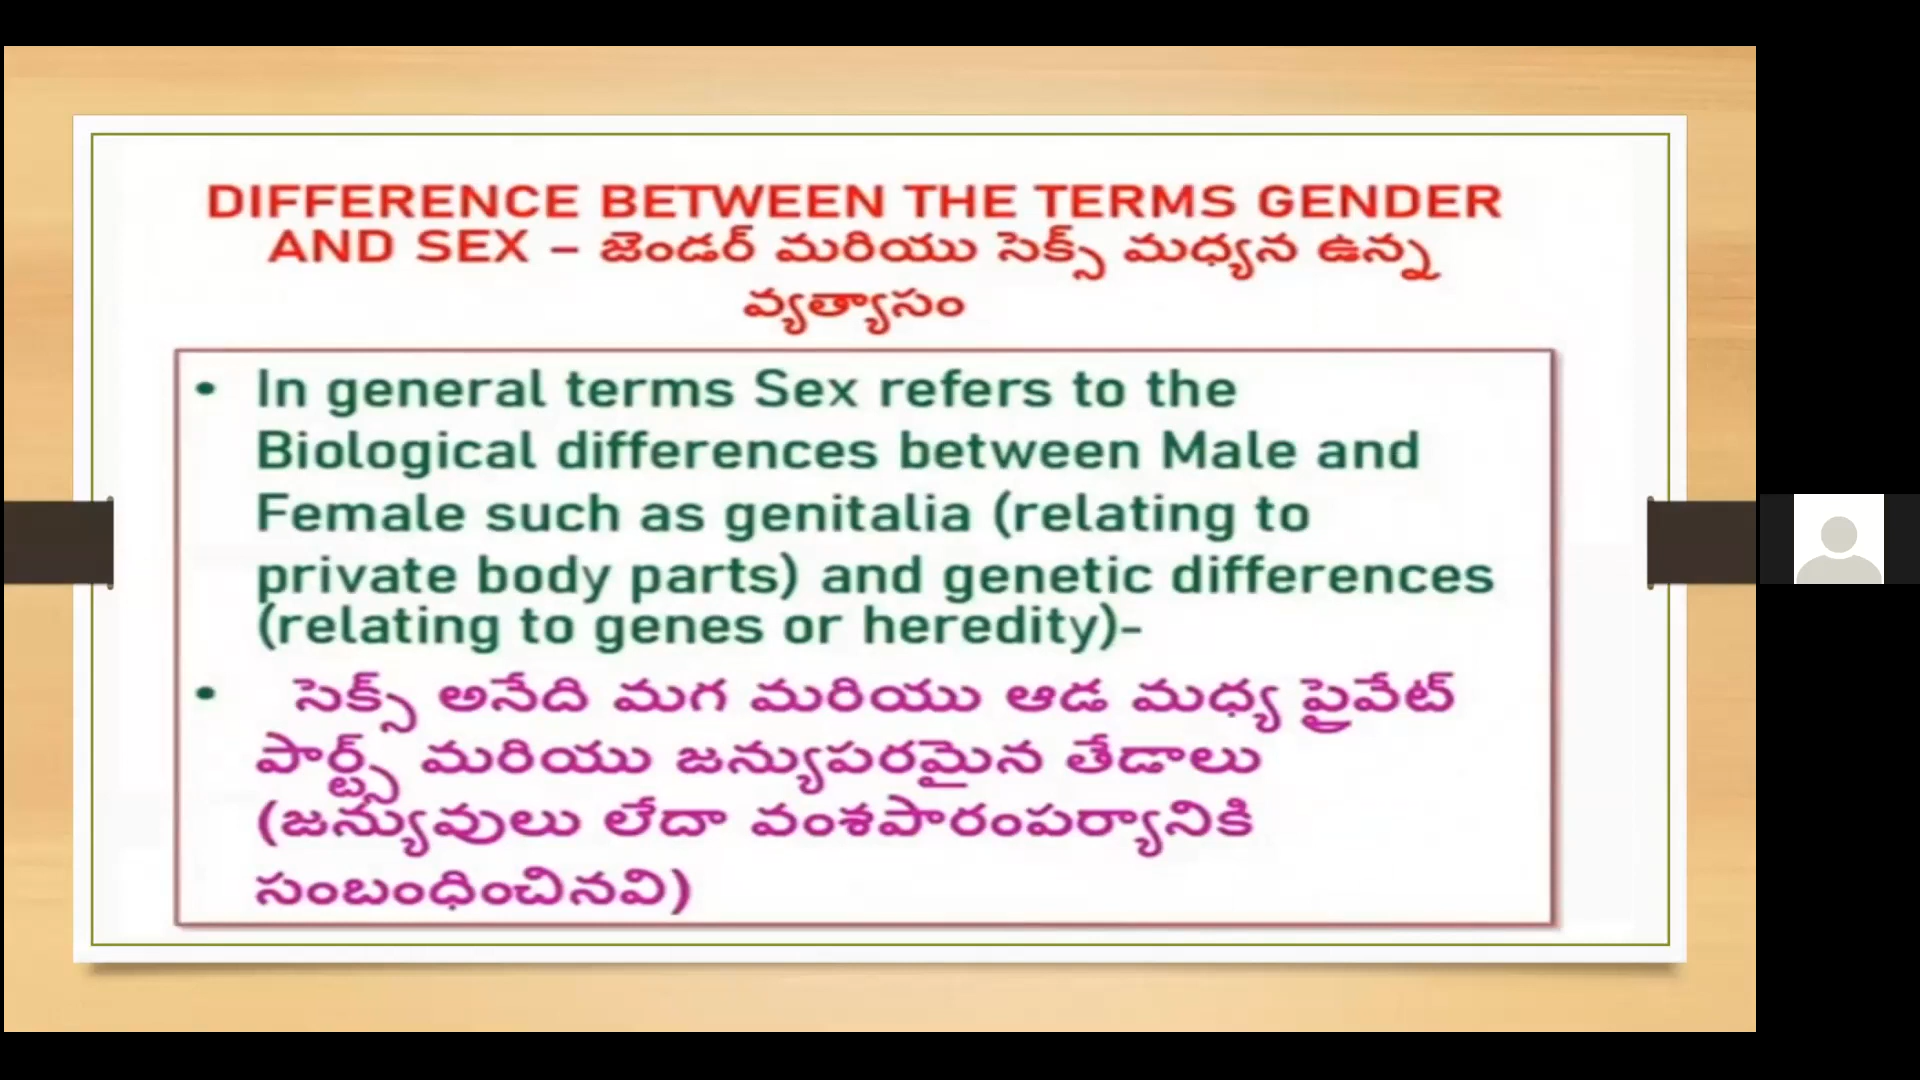 DIFFERENCE BETWEEN THE TERMS GENDER
AND SEX – జెండర్ మరియు సెక్స్ మధ్యన ఉన్న
వ్యత్యాసం
• In general terms Sex refers to the
Biological differences between Male and
Female such as genitalia (relating to
private body parts) and genetic differences
(relating to genes or heredity)-
• సెక్స్ అనేది మగ మరియు ఆడ మధ్య ప్రైవేట్
పార్ట్స్ మరియు జన్యుపరమైన తేడాలు
(జన్యువులు లేదా వంశపారంపర్యానికి
సంబంధించినవి)